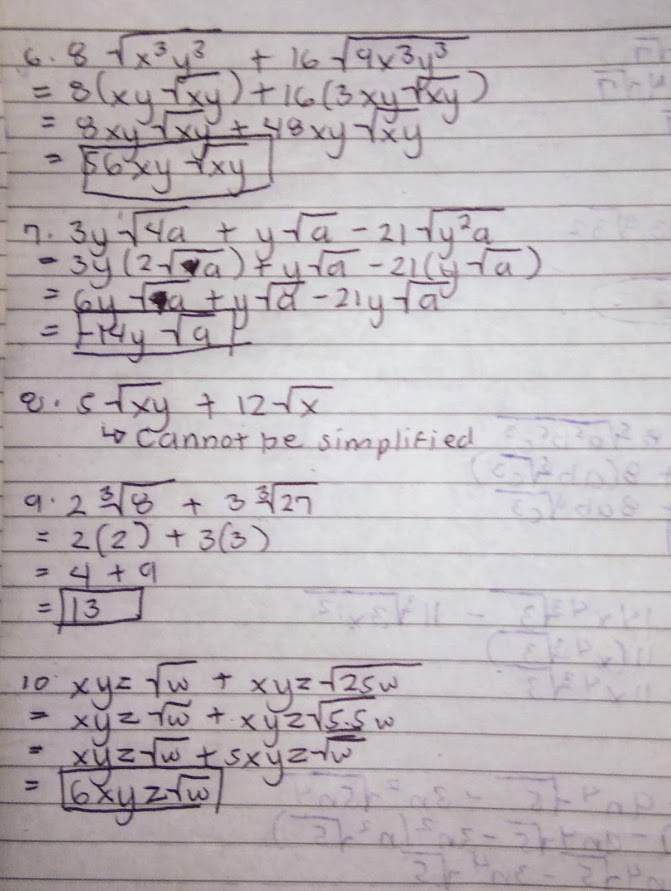 6. 8 √x³y³ + 16 √9x³y³
= 8(xy√xy) + 16(3xy√xy)
= 8xy√xy + 48xy√xy
= 56xy√xy
7. 3y√4a + y√a - 21√y²a
= 3y(2√a) + y√a - 21(y√a)
= 6y√a + y√a - 21y√a
= -14y√a
8. 5√xy + 12√x
↳ Cannot be simplified
9. 2 ∛8 + 3 ∛27
= 2(2) + 3(3)
= 4 + 9
= 13
10. xyz √w + xyz√25w
= xyz√w + xyz√5.5w
= xyz√w + 5xyz√w
= 6xyz√w